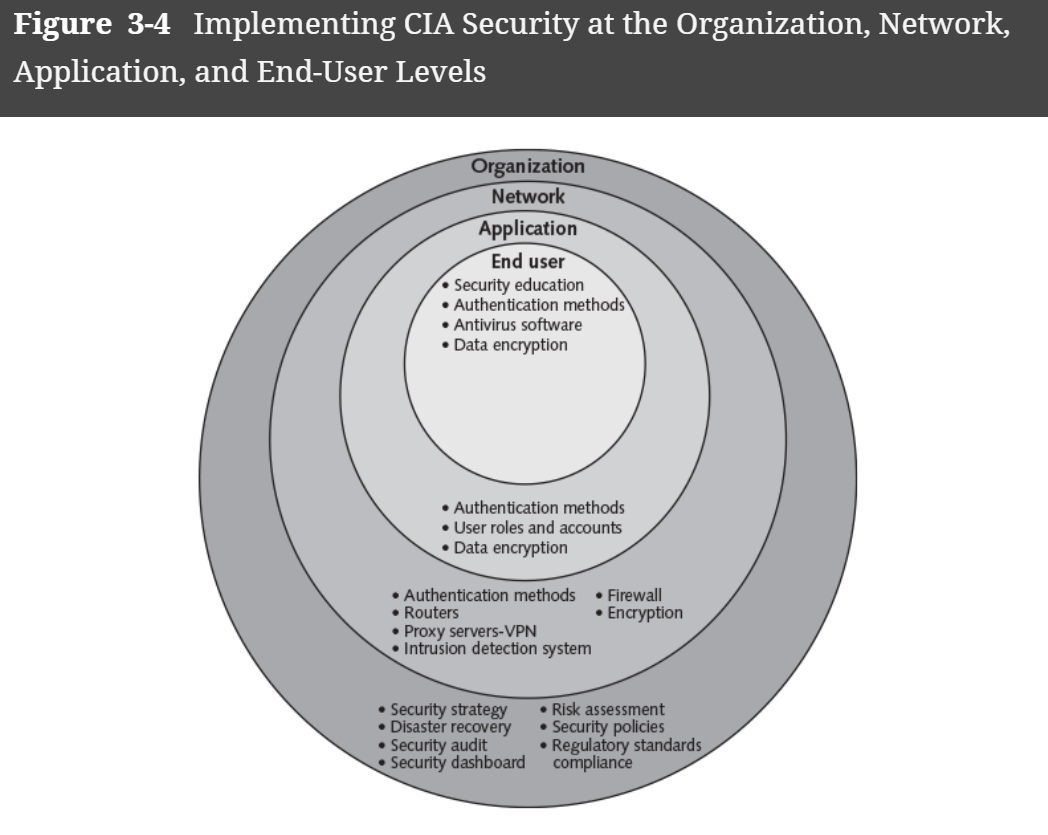 Figure 3-4 Implementing CIA Security at the Organization, Network,
Application, and End-User Levels
Organization
Network
Application
End user
• Security education
• Authentication methods
• Antivirus software
• Data encryption
• Authentication methods
• User roles and accounts
• Data encryption
• Authentication methods
• Routers
• Proxy servers-VPN
• Intrusion detection system
• Firewall
• Encryption
• Security strategy
• Disaster recovery
• Security audit
• Security dashboard
• Risk assessment
• Security policies
• Regulatory standards
compliance